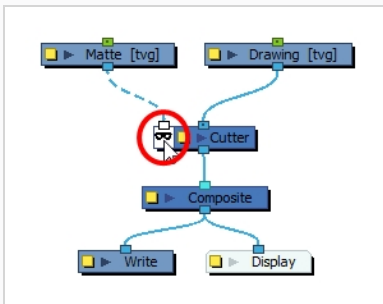 Matte [tvg]
Drawing [tvg]
Cutter
Composite
Write
Display